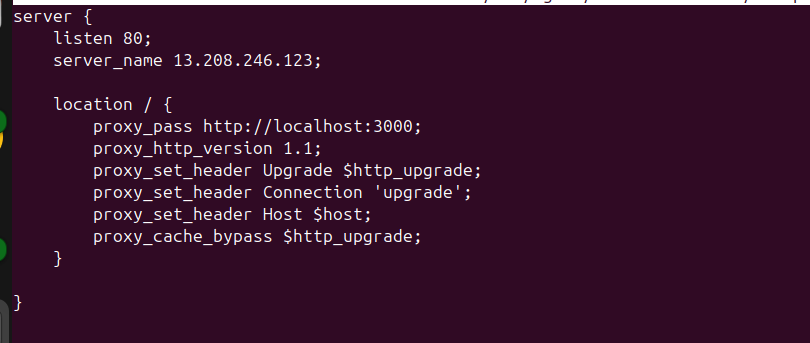 server {
    listen 80;
    server_name 13.208.246.123;

    location / {
        proxy_pass http://localhost:3000;
        proxy_http_version 1.1;
        proxy_set_header Upgrade $http_upgrade;
        proxy_set_header Connection 'upgrade';
        proxy_set_header Host $host;
        proxy_cache_bypass $http_upgrade;
    }

}